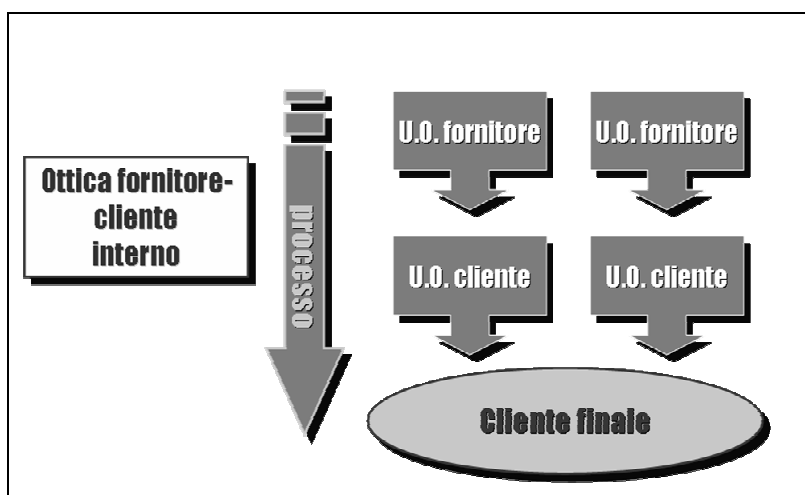 Ottica fornitore-
cliente
interno
processo
U.O. fornitore
U.O. fornitore
U.O. cliente
U.O. cliente
Cliente finale